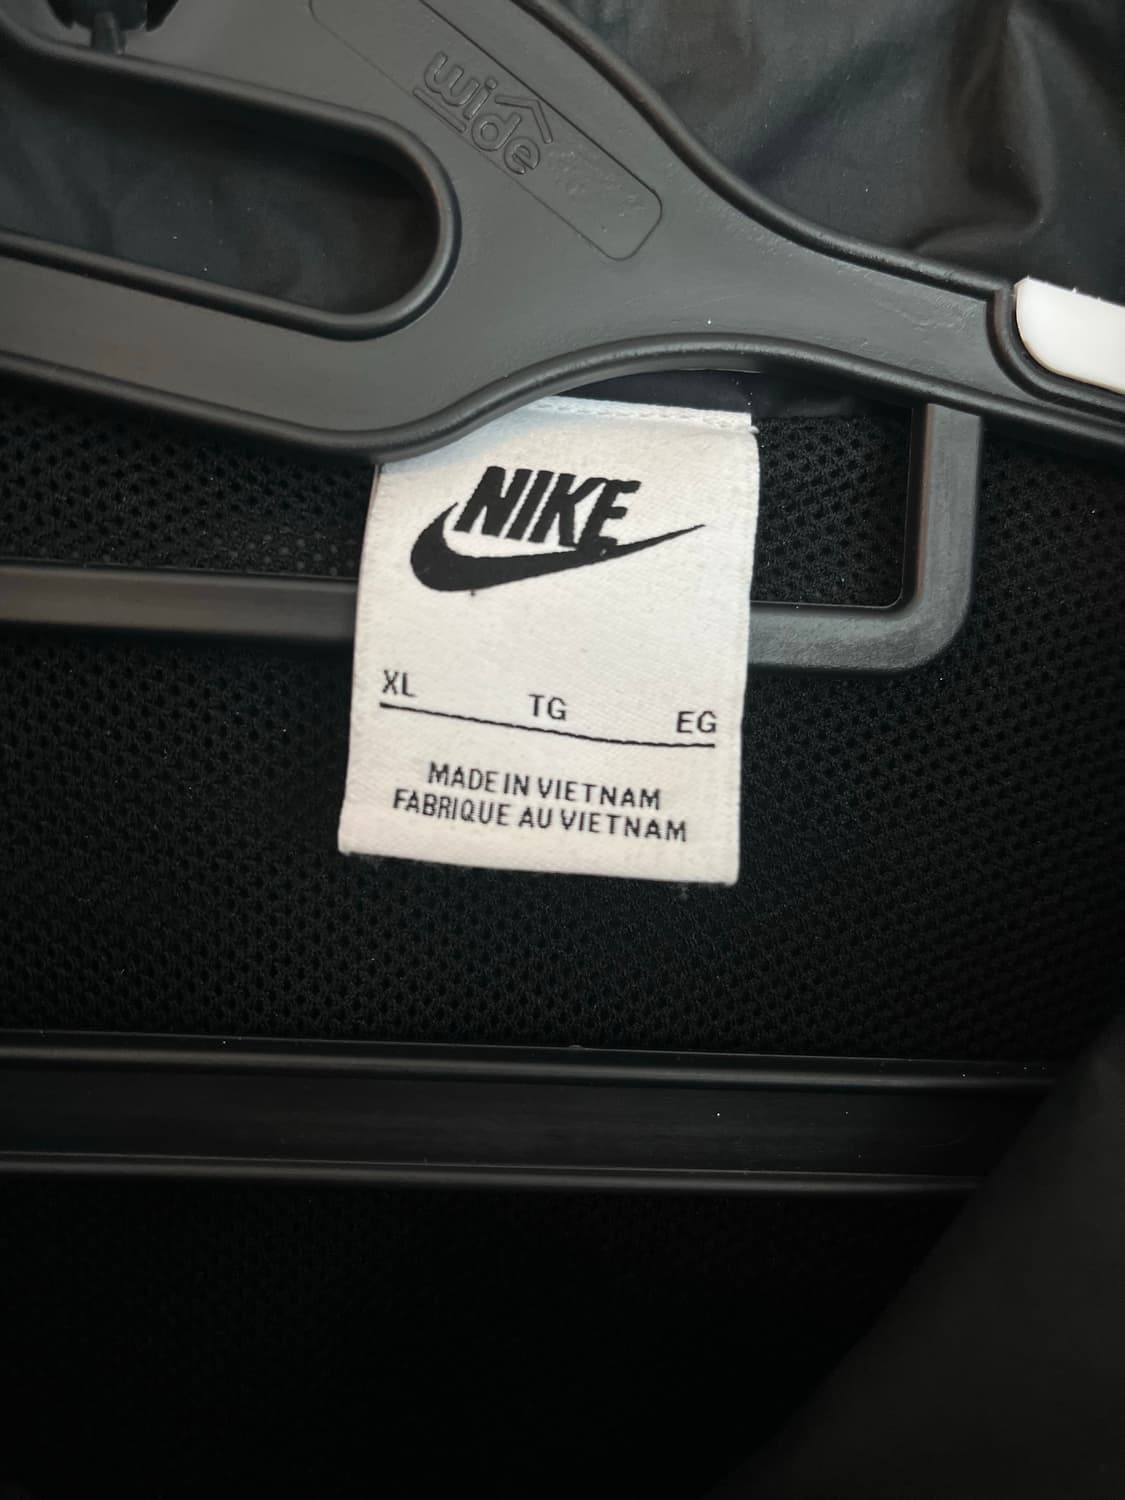 wide
NIKE
XL TG EG
MADE IN VIETNAM
FABRIQUE AU VIETNAM